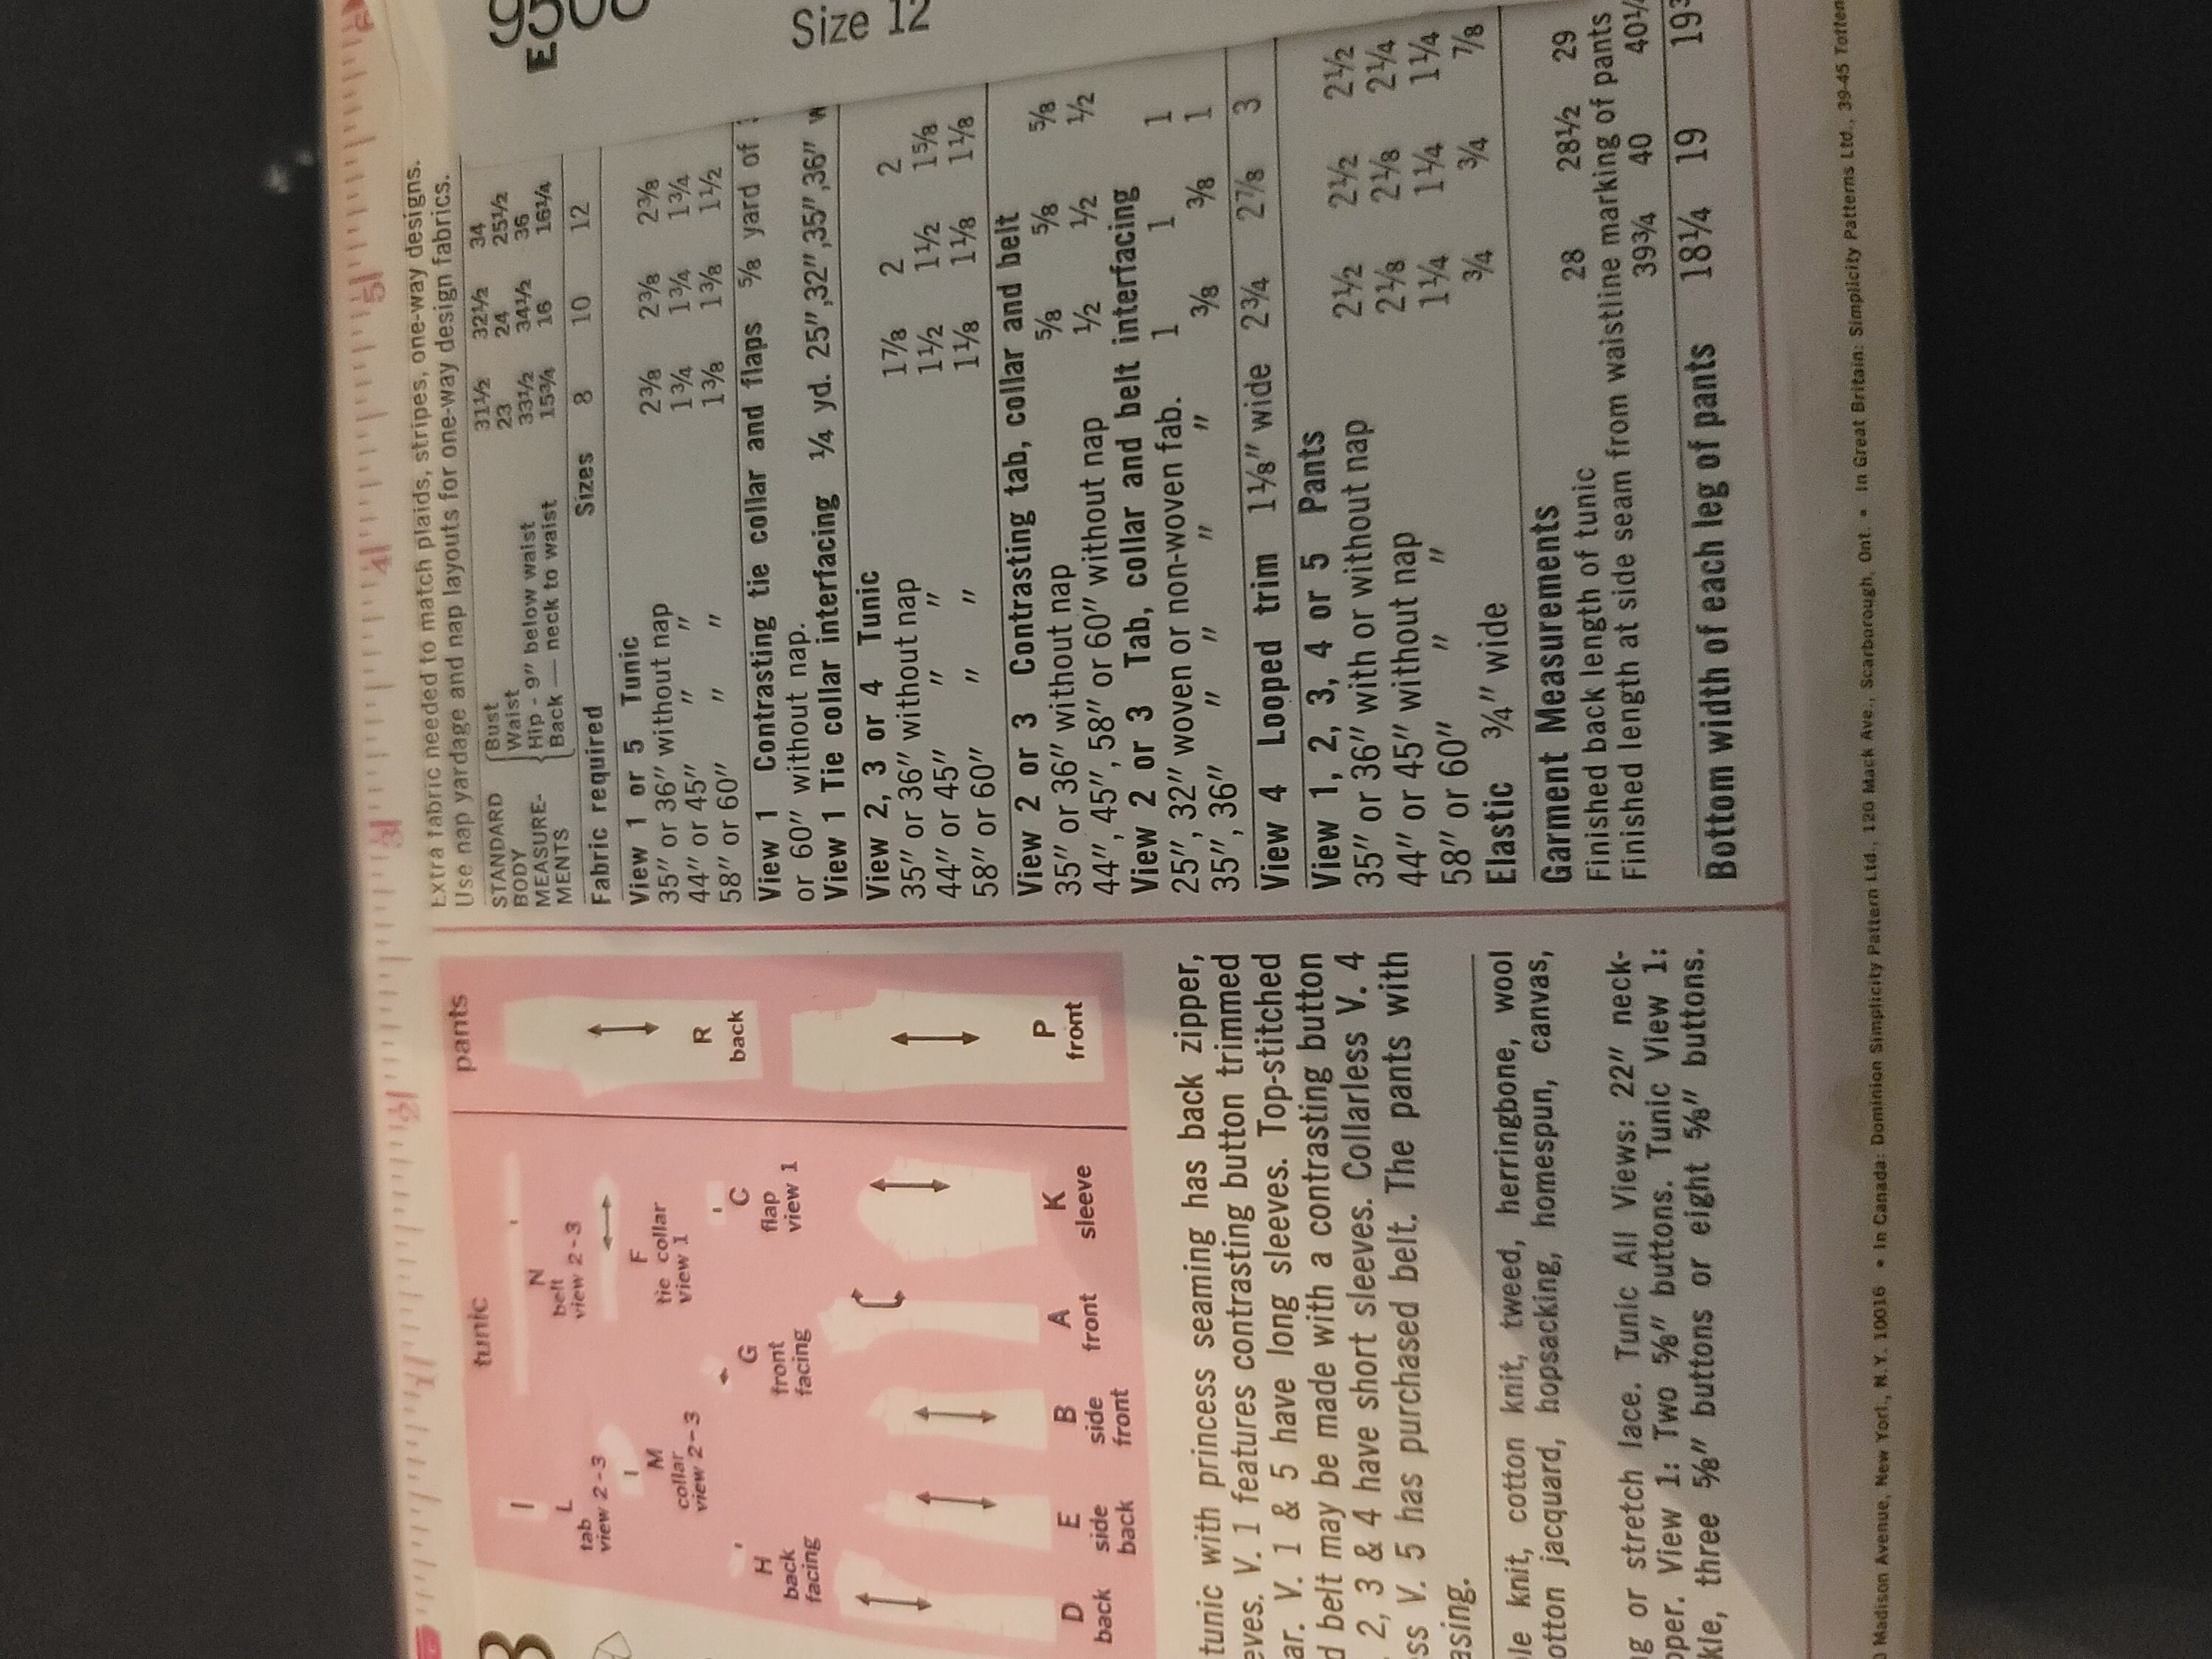 Size 12
Extra fabric needed to match plaids, stripes, one-way designs.
Use nap yardage and nap layouts for one-way design fabrics.
STANDARD BODY MEASURE-MENTS
Bust 31½ 32½ 34
Waist 23 24 25½
Hip - 9" below waist 33½ 34½ 36
Back — neck to waist 15¾ 16 16¼
Fabric required Sizes 8 10 12
View 1 or 5 Tunic
35" or 36" without nap 2⅜ 2⅜ 2⅜
44" or 45" " " 1¾ 1¾ 1¾
58" or 60" " " 1⅜ 1⅜ 1½
View 1 Contrasting tie collar and flaps ⅝ yard of
or 60" without nap.
View 1 Tie collar interfacing ¼ yd. 25",32",35",36"
View 2, 3 or 4 Tunic
35" or 36" without nap 1⅞ 2 2
44" or 45" " " 1½ 1½ 1⅝
58" or 60" " " 1⅛ 1⅛ 1⅛
View 2 or 3 Contrasting tab, collar and belt
35" or 36" without nap ⅝ ⅝ ⅝
44", 45", 58" or 60" without nap ½ ½ ½
View 2 or 3 Tab, collar and belt interfacing
25", 32" woven or non-woven fab. 1 1 1
35", 36" " " " " " ⅜ ⅜ 1
View 4 Looped trim 1⅛" wide 2¾ 2⅞ 3
View 1, 2, 3, 4 or 5 Pants
35" or 36" with or without nap 2½ 2½ 2½
44" or 45" without nap 2⅛ 2⅛ 2¼
58" or 60" " " 1¼ 1¼ 1¼
Elastic ¾" wide ¾ ¾ ⅞
Garment Measurements
Finished back length of tunic 28 28½ 29
Finished length at side seam from waistline marking of pants
39¾ 40 40¼
Bottom width of each leg of pants 18¼ 19
tunic
pants
L
tab
view 2-3
N
belt
view 2-3
M
collar
view 2-3
F
tie collar
view 1
H
back
facing
G
front
facing
C
flap
view 1
R
back
D
back
E
side
back
B
side
front
A
front
K
sleeve
P
front
tunic with princess seaming has back zipper,
V. 1 features contrasting button trimmed
V. 1 & 5 have long sleeves. Top-stitched
belt may be made with a contrasting button
2, 3 & 4 have short sleeves. Collarless V. 4
V. 5 has purchased belt. The pants with
knit, cotton knit, tweed, herringbone, wool
jacquard, hopsacking, homespun, canvas,
or stretch lace. Tunic All Views: 22" neck-
View 1: Two ⅝" buttons. Tunic View 1:
three ⅝" buttons or eight ⅝" buttons.
Madison Avenue, New York, N.Y. 10016 • In Canada: Dominion Simplicity Pattern Ltd., 120 Mack Ave., Scarborough, Ont. • In Great Britain: Simplicity Patterns Ltd., 39-45